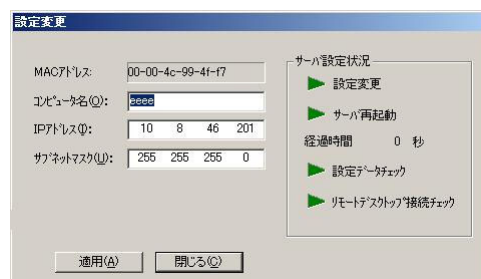 設定変更
MACアドレス: 00-00-4c-99-4f-f7
コンピュータ名(O): eeee
IPアドレス(I): 10 8 46 201
サブネットマスク(U): 255 255 255 0
適用(A) 閉じる(C)
サーバ設定状況
設定変更
サーバ再起動
経過時間 0 秒
設定データチェック
リモートデスクトップ接続チェック